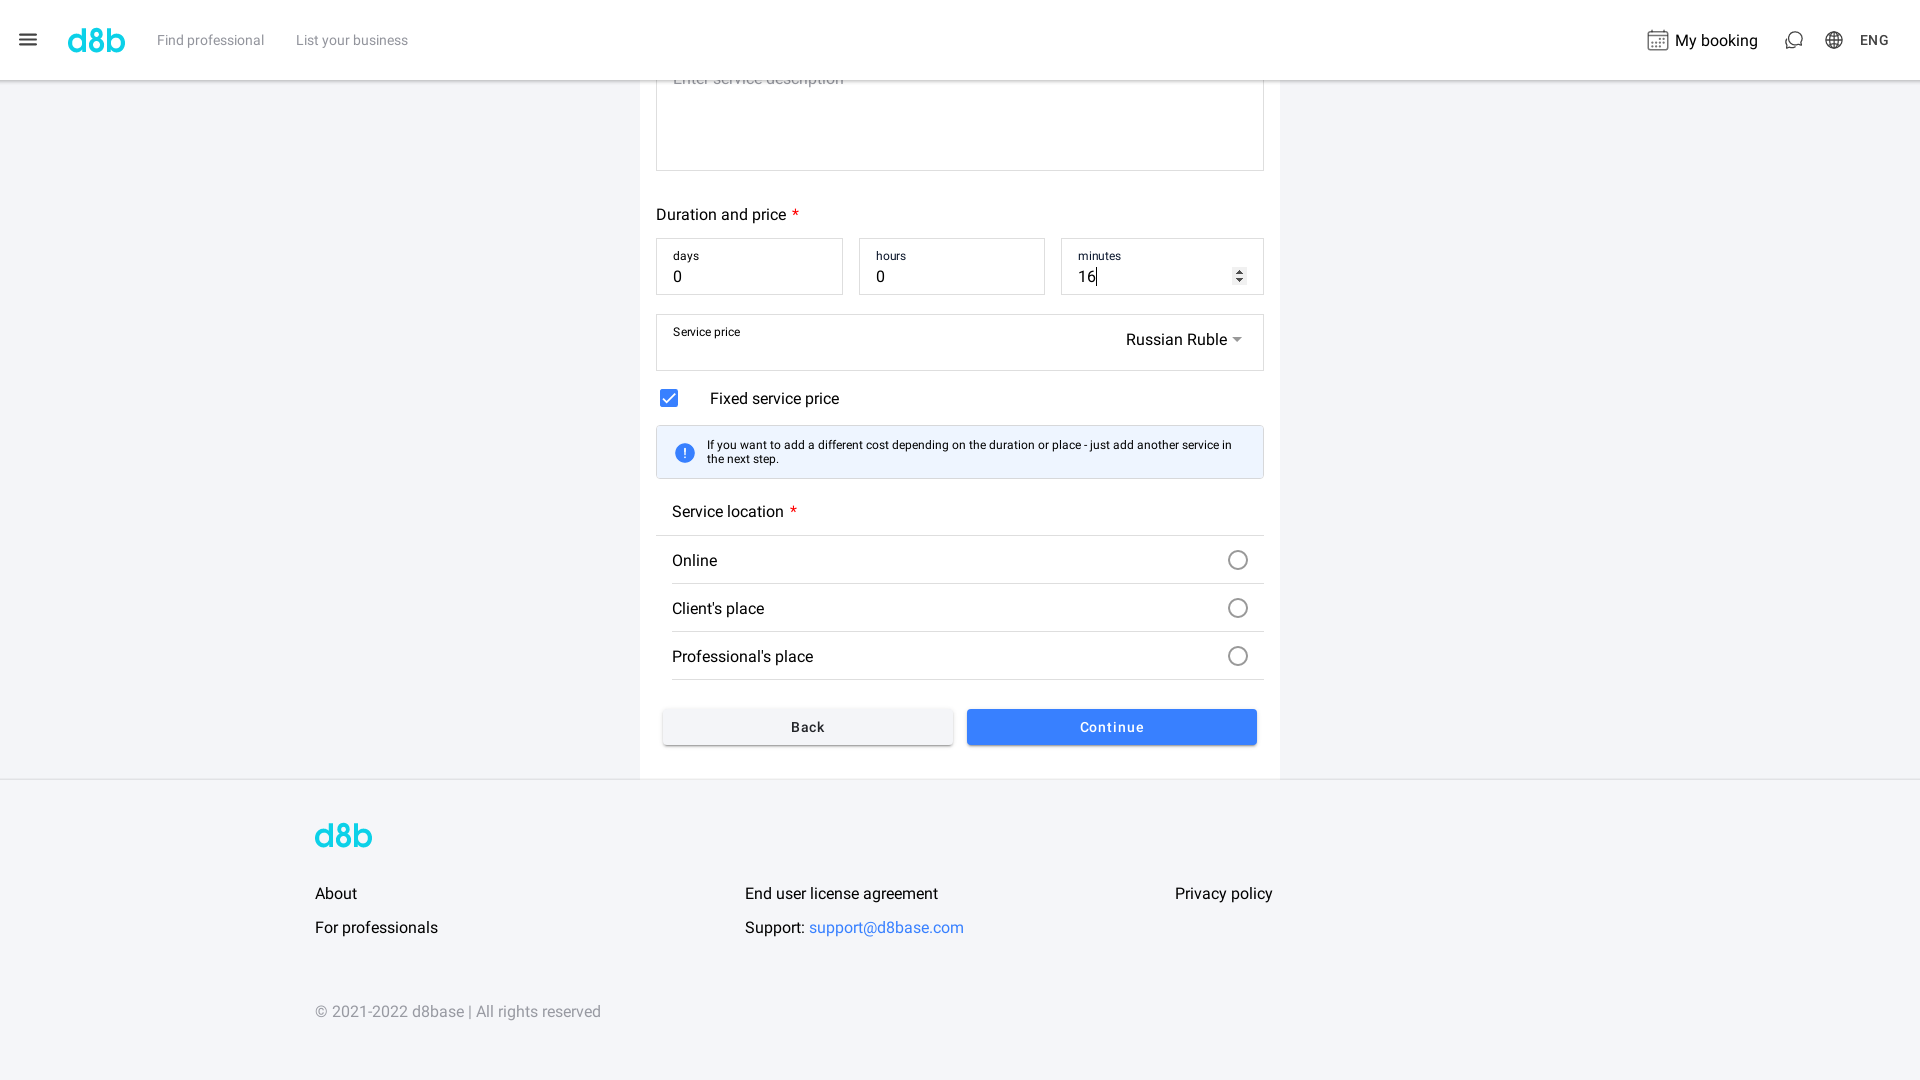 d8b
Find professional
List your business
My booking
ENG
Enter service description
Duration and price *
days
0
hours
0
minutes
16
Service price
Russian Ruble
Fixed service price
If you want to add a different cost depending on the duration or place - just add another service in
the next step.
Service location *
Online
Client's place
Professional's place
Back
Continue
d8b
About
End user license agreement
Privacy policy
For professionals
Support: support@d8base.com
© 2021-2022 d8base | All rights reserved